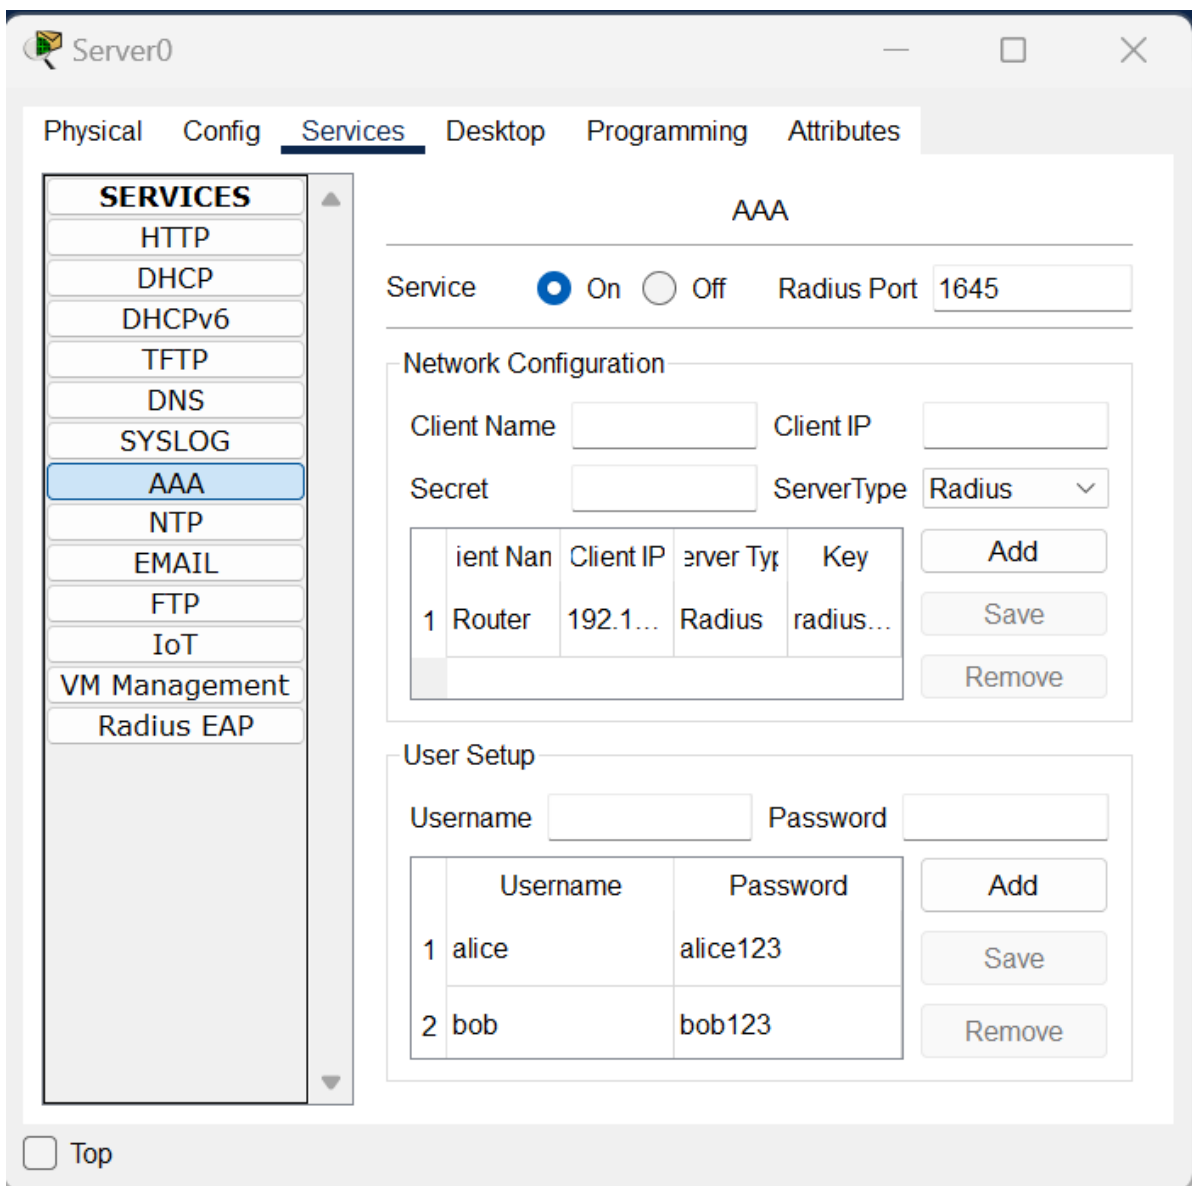 Server0
Physical Config Services Desktop Programming Attributes
SERVICES
HTTP
DHCP
DHCPv6
TFTP
DNS
SYSLOG
AAA
NTP
EMAIL
FTP
IoT
VM Management
Radius EAP
AAA
Service On Off Radius Port 1645
Network Configuration
Client Name Client IP
Secret ServerType Radius
ient Nan Client IP erver Typ Key
1 Router 192.1... Radius radius...
Add
Save
Remove
User Setup
Username Password
Username Password
1 alice alice123
2 bob bob123
Add
Save
Remove
Top